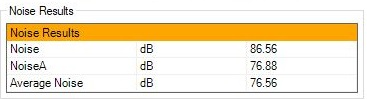 Noise Results
Noise Results
Noise dB 86.56
NoiseA dB 76.88
Average Noise dB 76.56